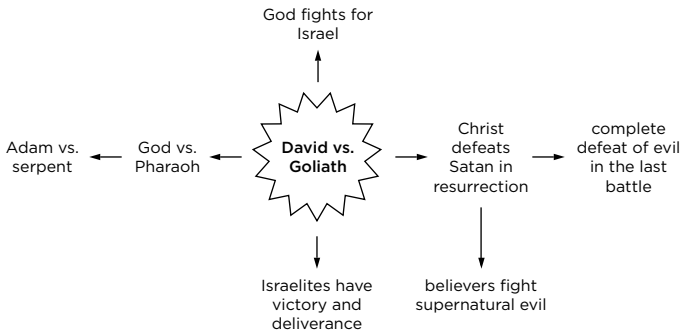 God fights for
Israel
Adam vs.
serpent
God vs.
Pharaoh
David vs.
Goliath
Christ
defeats
Satan in
resurrection
complete
defeat of evil
in the last
battle
Israelites have
victory and
deliverance
believers fight
supernatural evil